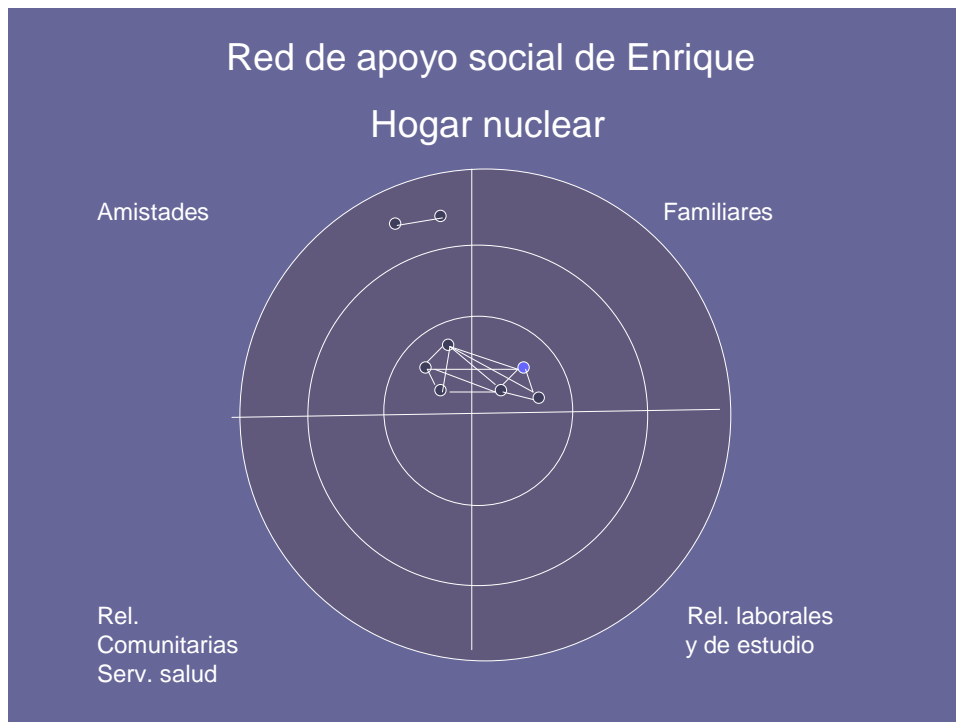 Red de apoyo social de Enrique
Hogar nuclear
Amistades
Familiares
Rel.
Comunitarias
Serv. salud
Rel. laborales
y de estudio